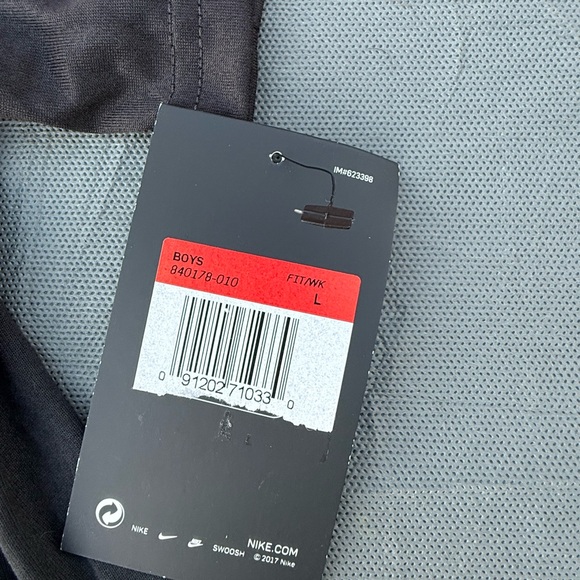 IM#623398
BOYS
840178-010 FIT/WK
L
0 91202 71033 0
NIKE SWOOSH NIKE.COM
© 2017 Nike